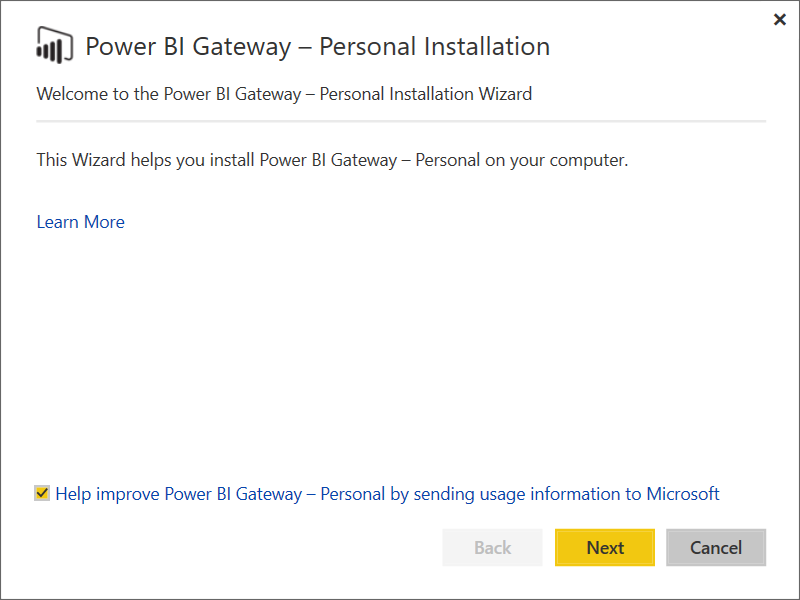 Power BI Gateway – Personal Installation
Welcome to the Power BI Gateway – Personal Installation Wizard
This Wizard helps you install Power BI Gateway – Personal on your computer.
Learn More
Help improve Power BI Gateway – Personal by sending usage information to Microsoft
Back Next Cancel